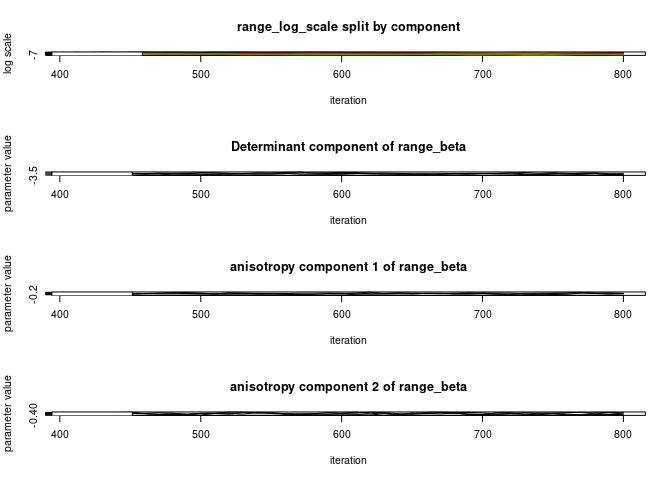 range_log_scale split by component
log scale
-7
400 500 600 700 800
iteration
Determinant component of range_beta
parameter value
-3.5
400 500 600 700 800
iteration
anisotropy component 1 of range_beta
parameter value
-0.2
400 500 600 700 800
iteration
anisotropy component 2 of range_beta
parameter value
-0.40
400 500 600 700 800
iteration